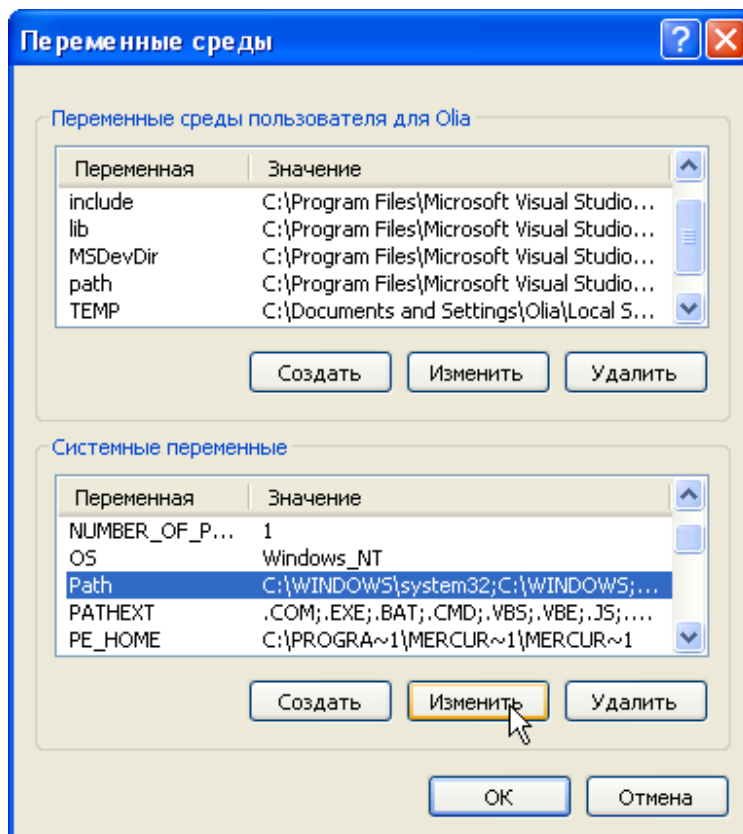 Переменные среды
Переменные среды пользователя для Olia
Переменная Значение
include C:\Program Files\Microsoft Visual Studio...
lib C:\Program Files\Microsoft Visual Studio...
MSDevDir C:\Program Files\Microsoft Visual Studio...
path C:\Program Files\Microsoft Visual Studio...
TEMP C:\Documents and Settings\Olia\Local S...
Создать Изменить Удалить
Системные переменные
Переменная Значение
NUMBER_OF_P... 1
OS Windows_NT
Path C:\WINDOWS\system32;C:\WINDOWS;...
PATHEXT .COM;.EXE;.BAT;.CMD;.VBS;.VBE;.JS;....
PE_HOME C:\PROGRA~1\MERCUR~1\MERCUR~1
Создать Изменить Удалить
ОК Отмена